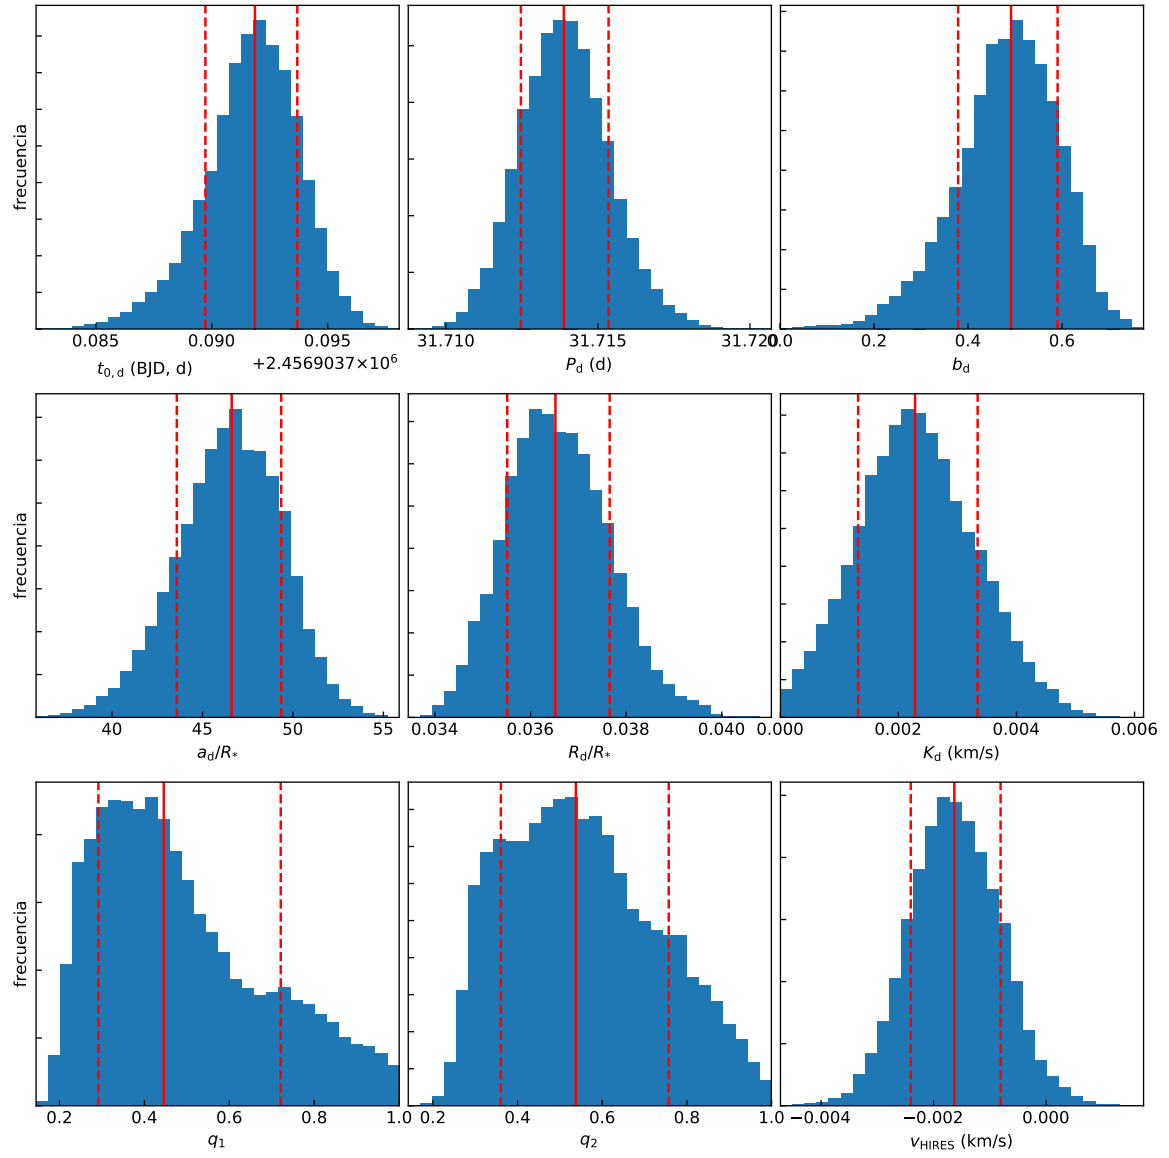 frecuencia
0.085 0.090 0.095
t0, d (BJD, d) +2.4569037×10⁶
31.710 31.715 31.720
Pd (d)
0.0 0.2 0.4 0.6
bd
frecuencia
40 45 50 55
ad/R*
0.034 0.036 0.038 0.040
Rd/R*
0.000 0.002 0.004 0.006
Kd (km/s)
frecuencia
0.2 0.4 0.6 0.8 1.0
q1
0.2 0.4 0.6 0.8 1.0
q2
−0.004 −0.002 0.000
vHIRES (km/s)